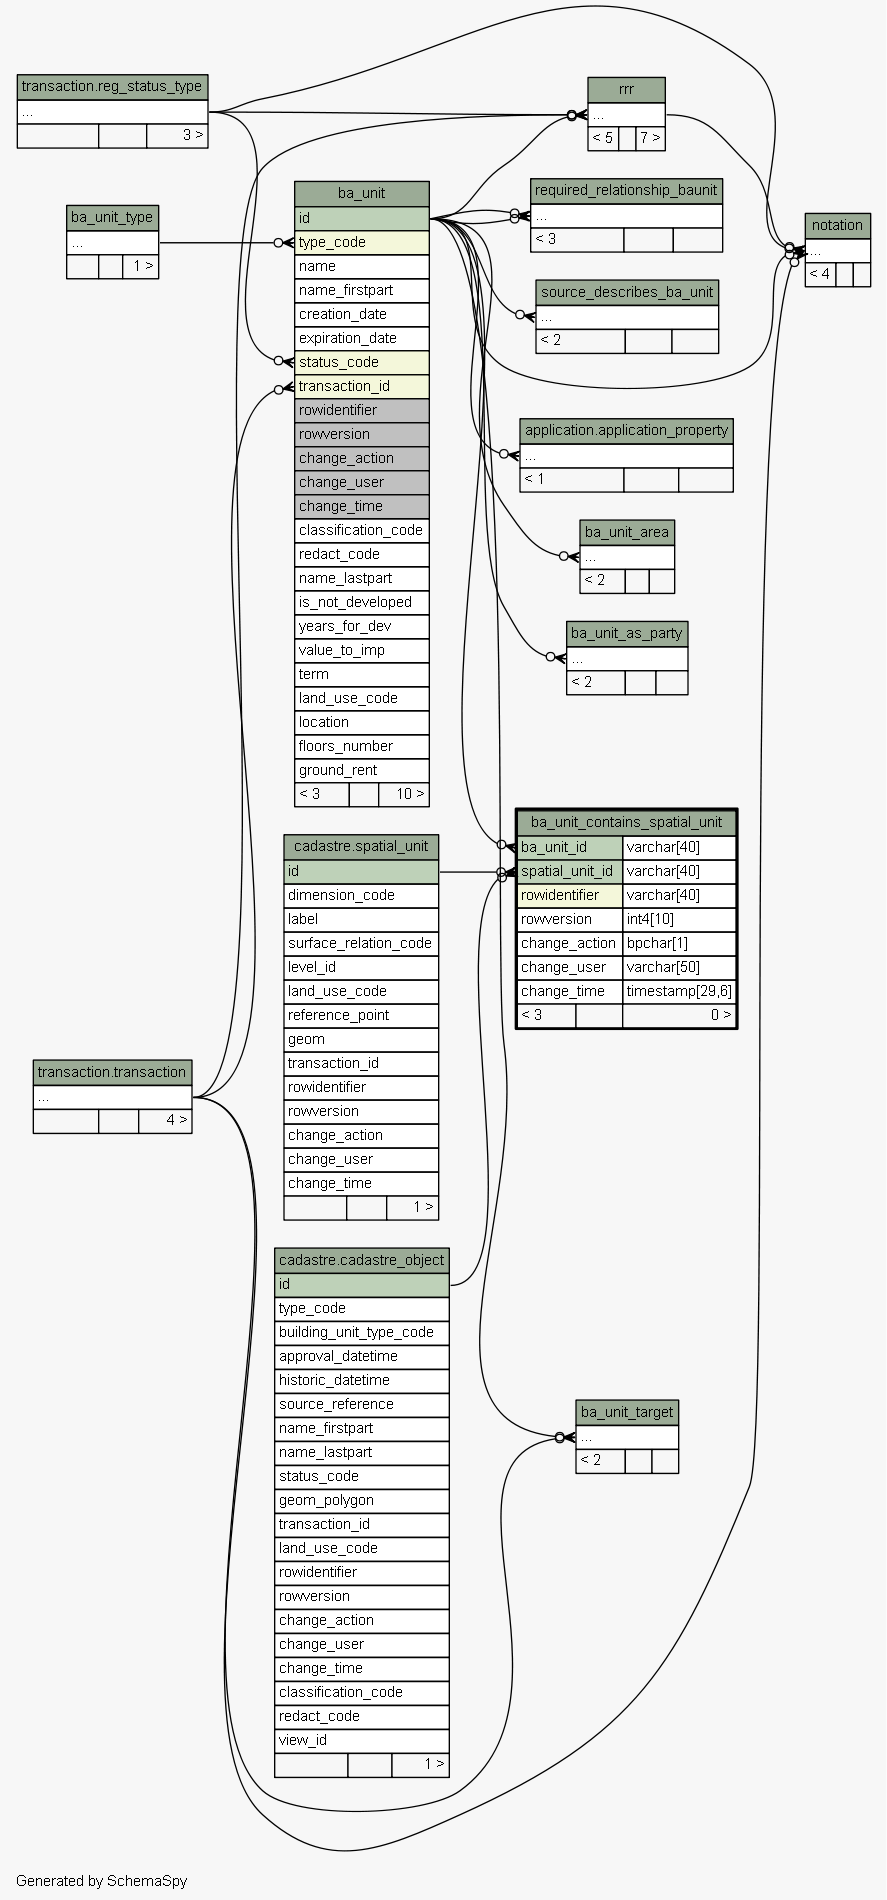 transaction.reg_status_type
...
3 >
rrr
...
< 5 7 >
ba_unit_type
...
1 >
ba_unit
id
type_code
name
name_firstpart
creation_date
expiration_date
status_code
transaction_id
rowidentifier
rowversion
change_action
change_user
change_time
classification_code
redact_code
name_lastpart
is_not_developed
years_for_dev
value_to_imp
term
land_use_code
location
floors_number
ground_rent
< 3 10 >
required_relationship_baunit
...
< 3
notation
...
< 4
source_describes_ba_unit
...
< 2
application.application_property
...
< 1
ba_unit_area
...
< 2
ba_unit_as_party
...
< 2
ba_unit_contains_spatial_unit
ba_unit_id varchar[40]
spatial_unit_id varchar[40]
rowidentifier varchar[40]
rowversion int4[10]
change_action bpchar[1]
change_user varchar[50]
change_time timestamp[29,6]
< 3 0 >
cadastre.spatial_unit
id
dimension_code
label
surface_relation_code
level_id
land_use_code
reference_point
geom
transaction_id
rowidentifier
rowversion
change_action
change_user
change_time
1 >
transaction.transaction
...
4 >
cadastre.cadastre_object
id
type_code
building_unit_type_code
approval_datetime
historic_datetime
source_reference
name_firstpart
name_lastpart
status_code
geom_polygon
transaction_id
land_use_code
rowidentifier
rowversion
change_action
change_user
change_time
classification_code
redact_code
view_id
1 >
ba_unit_target
...
< 2
Generated by SchemaSpy